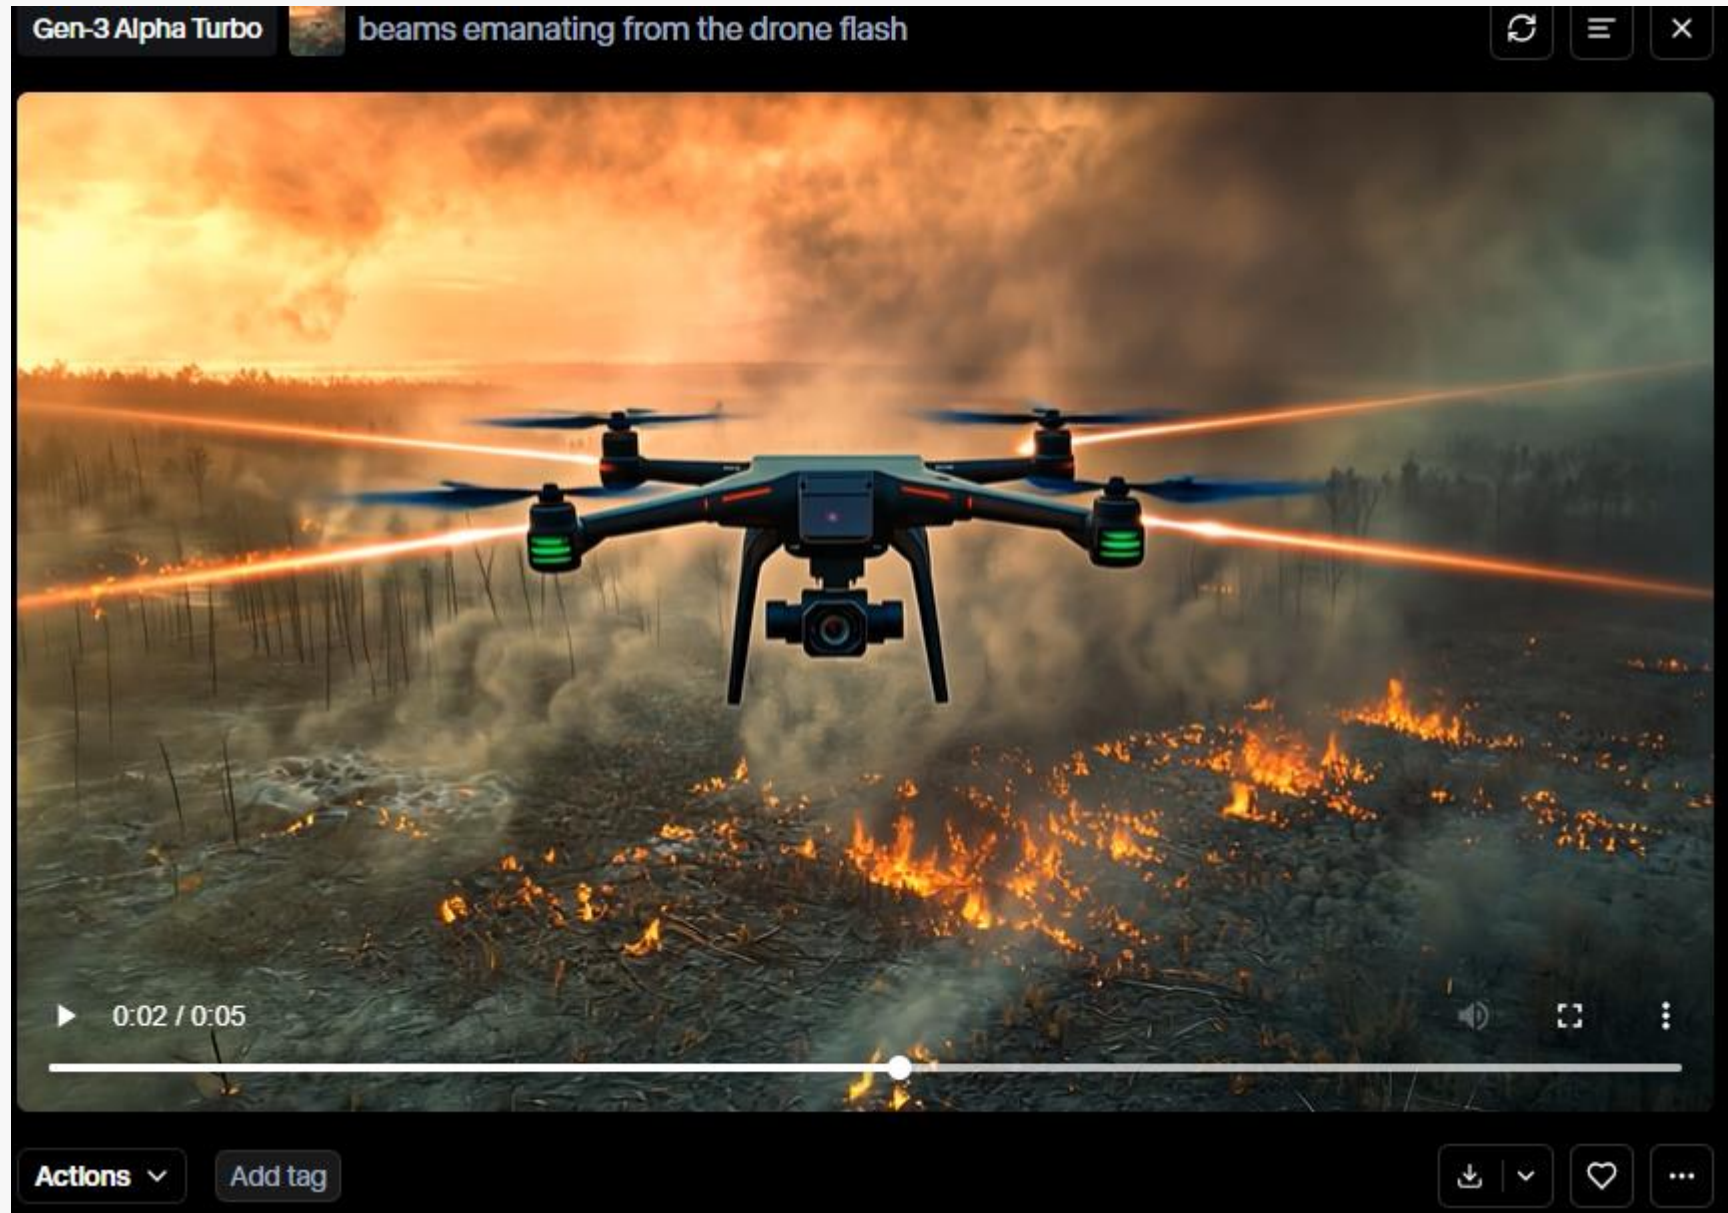 Gen-3 Alpha Turbo beams emanating from the drone flash
0:02 / 0:05
Actions Add tag